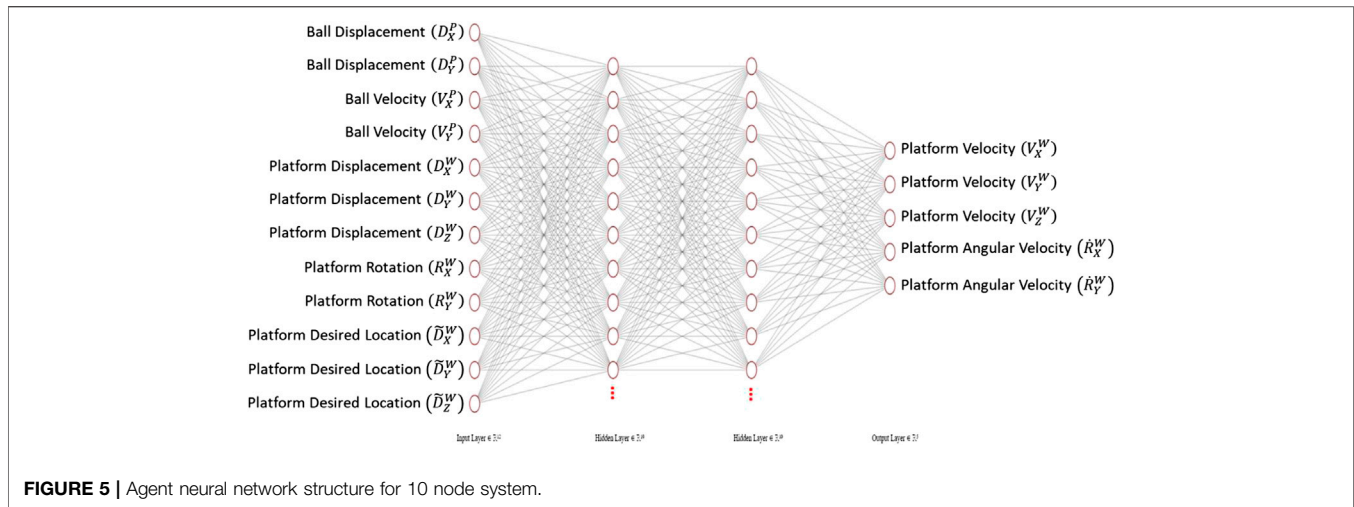 Ball Displacement (D_X^P)
Ball Displacement (D_Y^P)
Ball Velocity (V_X^P)
Ball Velocity (V_Y^P)
Platform Displacement (D_X^W)
Platform Displacement (D_Y^W)
Platform Displacement (D_Z^W)
Platform Rotation (R_X^W)
Platform Rotation (R_Y^W)
Platform Desired Location (D̃_X^W)
Platform Desired Location (D̃_Y^W)
Platform Desired Location (D̃_Z^W)
Platform Velocity (V_X^W)
Platform Velocity (V_Y^W)
Platform Velocity (V_Z^W)
Platform Angular Velocity (Ṙ_X^W)
Platform Angular Velocity (Ṙ_Y^W)
Input Layer ∈
Hidden Layer ∈
Hidden Layer ∈
Output Layer ∈
FIGURE 5 | Agent neural network structure for 10 node system.